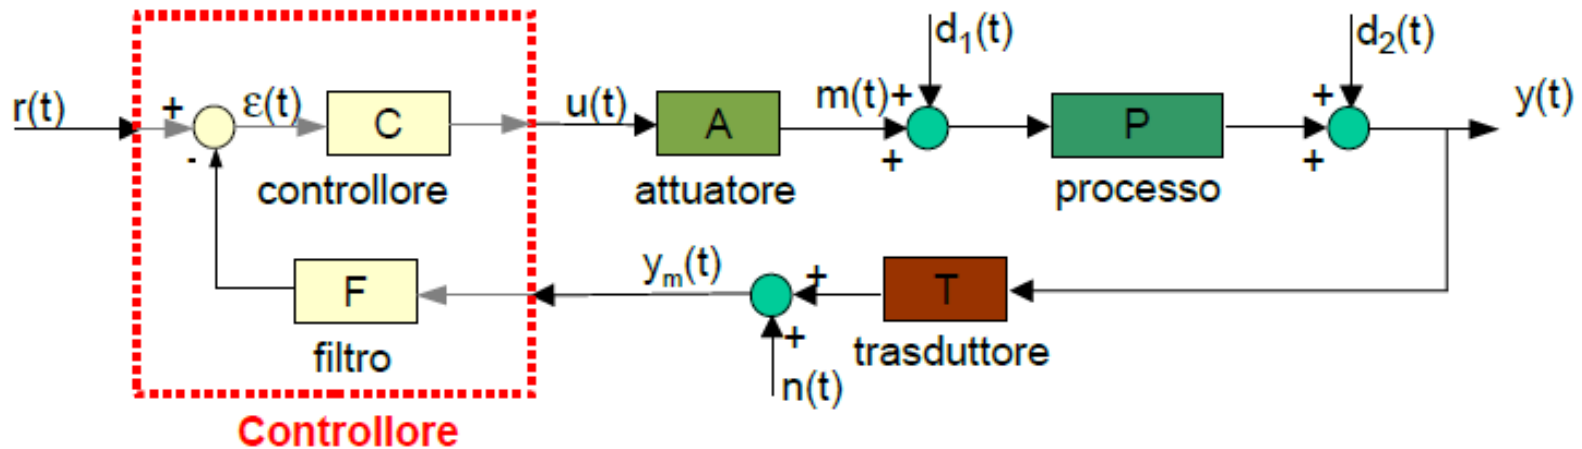 d₁(t)
d₂(t)
r(t)
+
ε(t)
C
u(t)
A
m(t)
+
P
+
y(t)
-
controllore
attuatore
+
processo
+
F
yₘ(t)
+
T
filtro
+
trasduttore
n(t)
Controllore